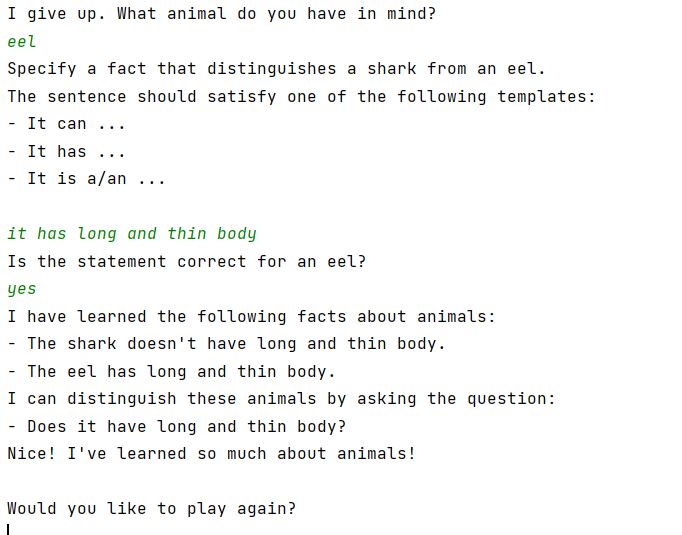 I give up. What animal do you have in mind?
eel
Specify a fact that distinguishes a shark from an eel.
The sentence should satisfy one of the following templates:
- It can ...
- It has ...
- It is a/an ...
it has long and thin body
Is the statement correct for an eel?
yes
I have learned the following facts about animals:
- The shark doesn't have long and thin body.
- The eel has long and thin body.
I can distinguish these animals by asking the question:
- Does it have long and thin body?
Nice! I've learned so much about animals!
Would you like to play again?